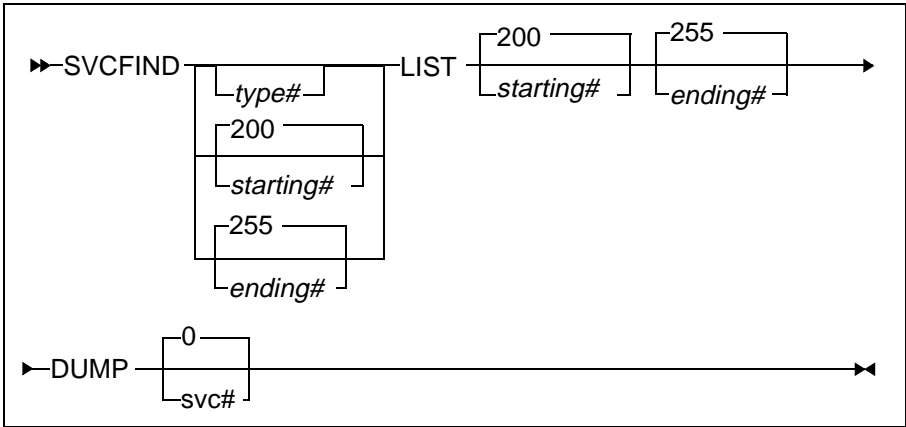 200 255
SVCFIND LIST
type# starting# ending#
200
starting#
255
ending#
0
DUMP
svc#